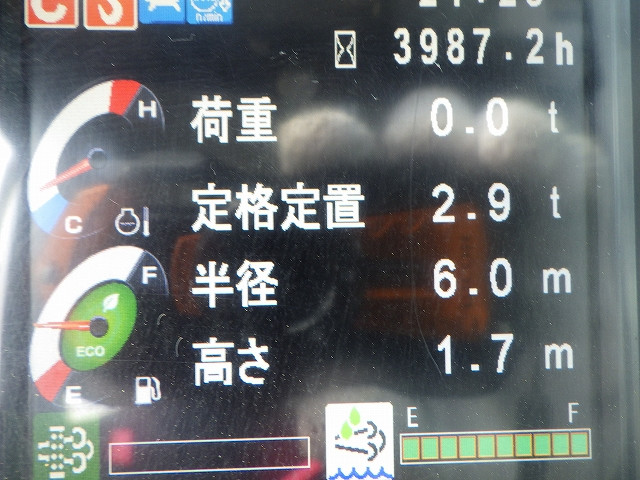 n/min
3987.2h
H
荷重 0.0 t
C
定格定置 2.9 t
F
半径 6.0 m
ECO
高さ 1.7 m
E
E F